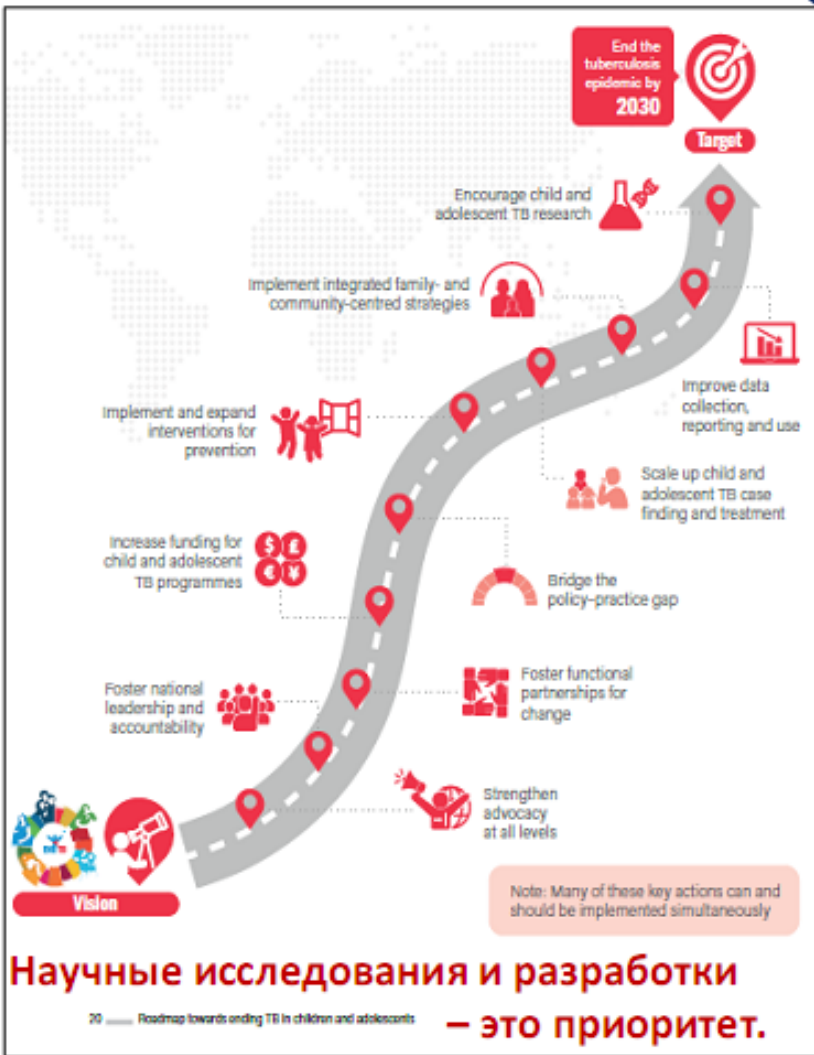 End the
tuberculosis
epidemic by
2030
Target
Encourage child and
adolescent TB research
Implement integrated family- and
community-centred strategies
Improve data
collection,
reporting and use
Implement and expand
interventions for
prevention
Scale up child and
adolescent TB case
finding and treatment
Increase funding for
child and adolescent
TB programmes
$ £
€ ¥
Bridge the
policy-practice gap
Foster national
leadership and
accountability
Foster functional
partnerships for
change
Strengthen
advocacy
at all levels
Vision
Note: Many of these key actions can and
should be implemented simultaneously
Научные исследования и разработки
20 Roadmap towards ending TB in children and adolescents – это приоритет.